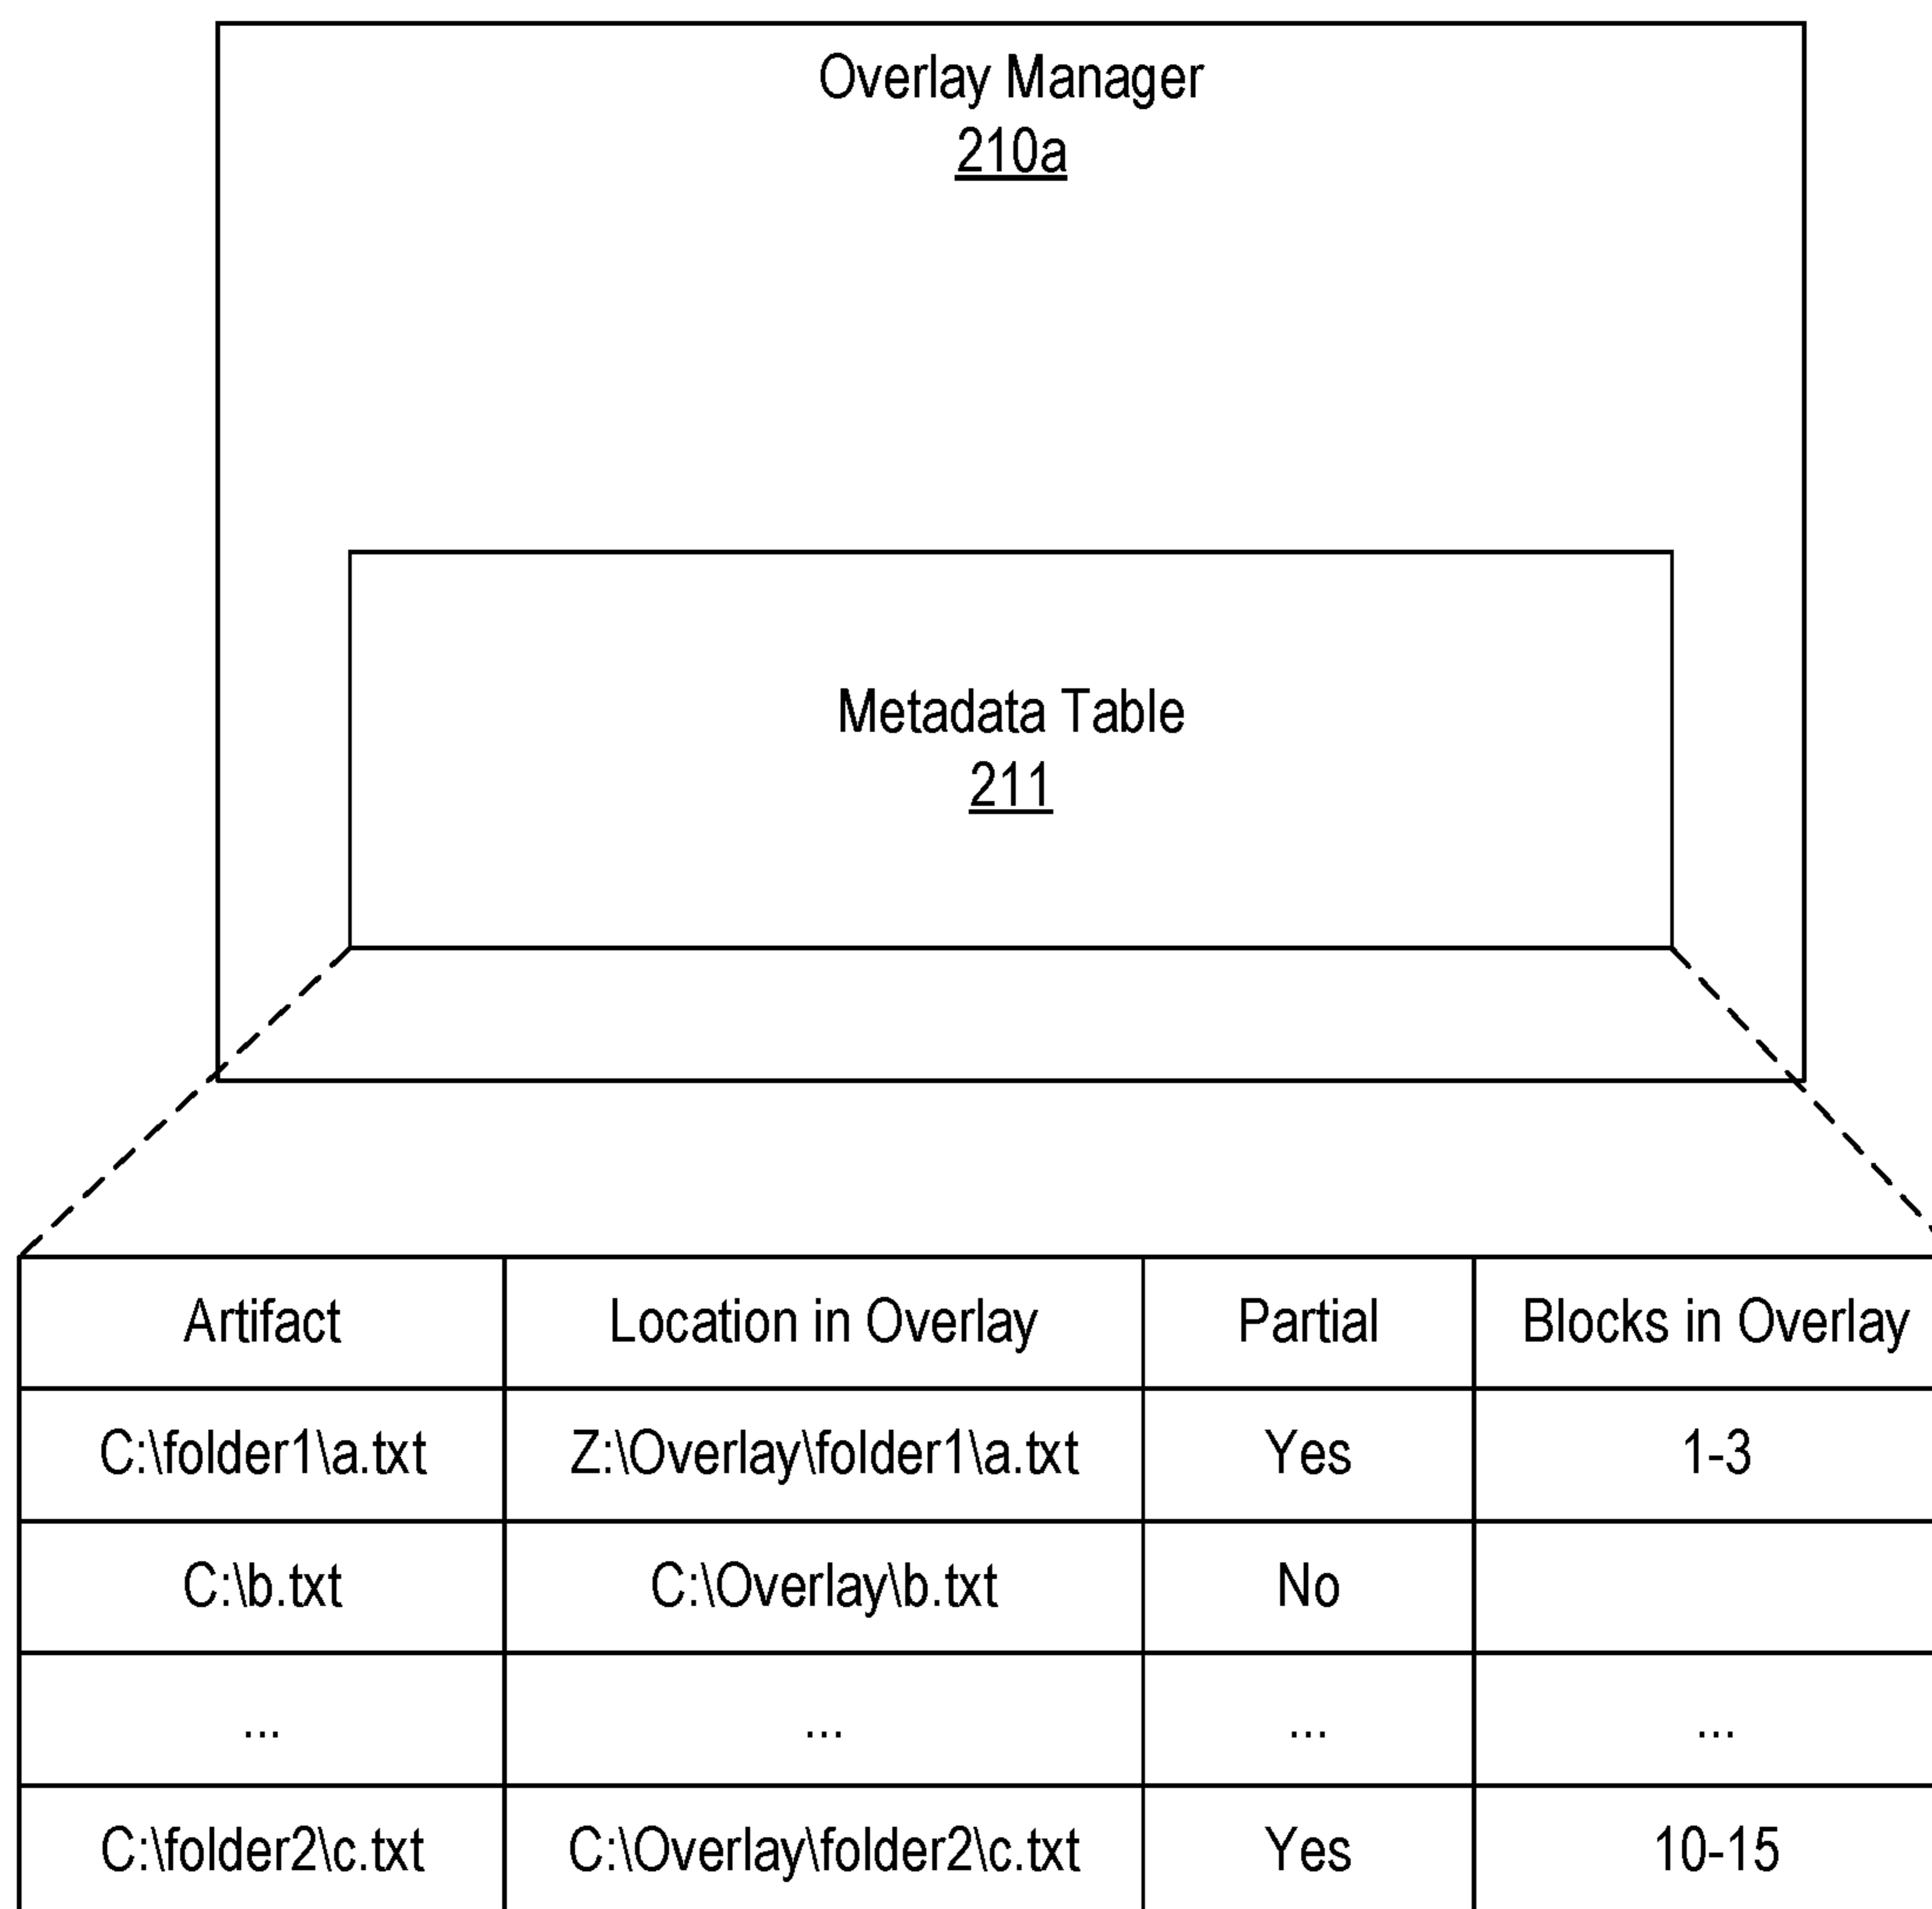 Overlay Manager
210a
Metadata Table
211
Artifact Location in Overlay Partial Blocks in Overlay
C:\folder1\a.txt Z:\Overlay\folder1\a.txt Yes 1-3
C:\b.txt C:\Overlay\b.txt No
... ... ... ...
C:\folder2\c.txt C:\Overlay\folder2\c.txt Yes 10-15